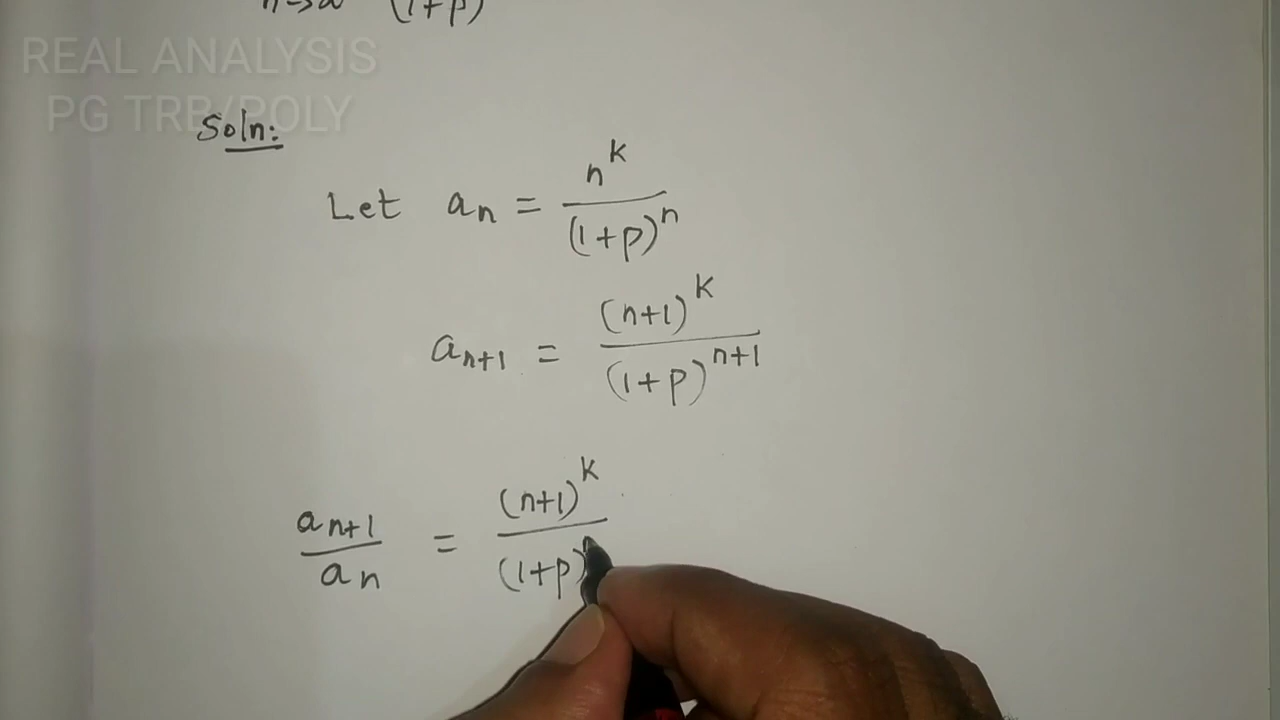 n→∞ (1+p)
REAL ANALYSIS
PG TRB/POLY
Soln:
Let aₙ = n^k / (1+p)^n
aₙ₊₁ = (n+1)^k / (1+p)^(n+1)
aₙ₊₁ / aₙ = (n+1)^k / (1+p)